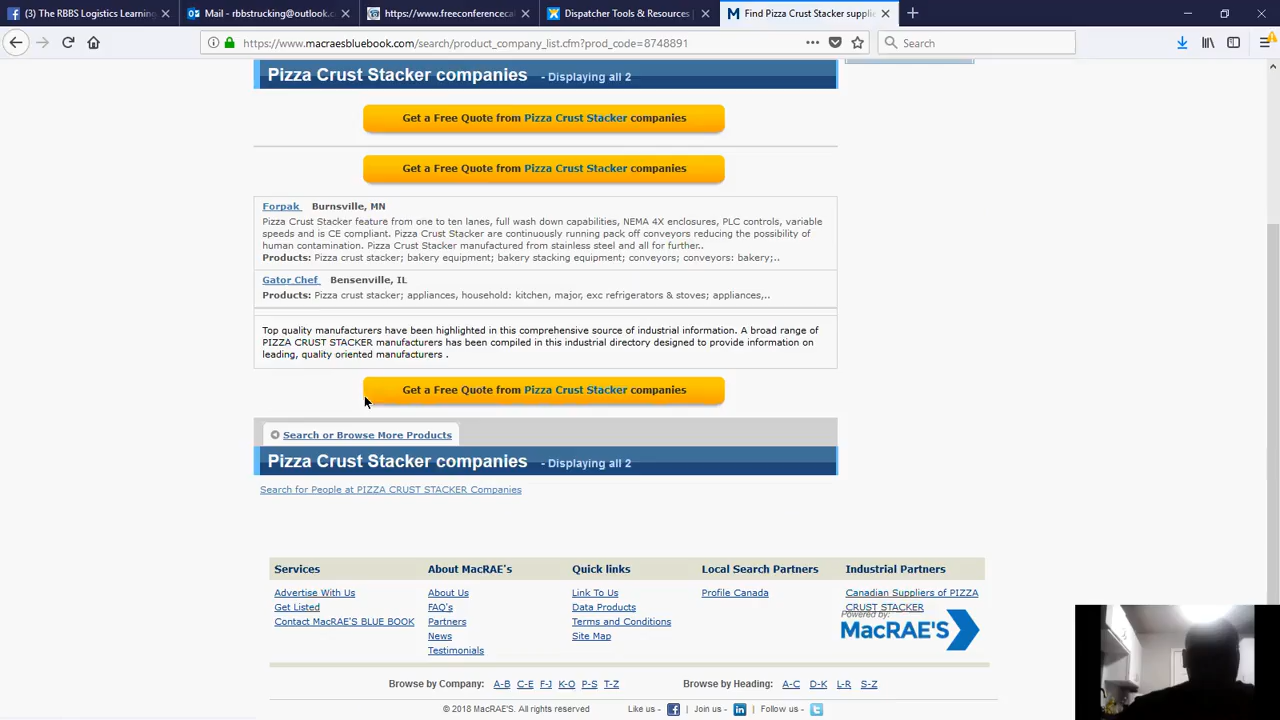 (3) The RBBS Logistics Learning
Mail - rbbstrucking@outlook.c
https://www.freeconferenceca
Dispatcher Tools & Resources
Find Pizza Crust Stacker supplie
https://www.macraesbluebook.com/search/product_company_list.cfm?prod_code=8748891
Search
Pizza Crust Stacker companies - Displaying all 2
Get a Free Quote from Pizza Crust Stacker companies
Get a Free Quote from Pizza Crust Stacker companies
Forpak Burnsville, MN
Pizza Crust Stacker feature from one to ten lanes, full wash down capabilities, NEMA 4X enclosures, PLC controls, variable
speeds and is CE compliant. Pizza Crust Stacker are continuously running pack off conveyors reducing the possibility of
human contamination. Pizza Crust Stacker manufactured from stainless steel and all for further..
Products: Pizza crust stacker; bakery equipment; bakery stacking equipment; conveyors; conveyors: bakery;..
Gator Chef Bensenville, IL
Products: Pizza crust stacker; appliances, household: kitchen, major, exc refrigerators & stoves; appliances,..
Top quality manufacturers have been highlighted in this comprehensive source of industrial information. A broad range of
PIZZA CRUST STACKER manufacturers has been compiled in this industrial directory designed to provide information on
leading, quality oriented manufacturers .
Get a Free Quote from Pizza Crust Stacker companies
Search or Browse More Products
Pizza Crust Stacker companies - Displaying all 2
Search for People at PIZZA CRUST STACKER Companies
Services
Advertise With Us
Get Listed
Contact MacRAE'S BLUE BOOK
About MacRAE's
About Us
FAQ's
Partners
News
Testimonials
Quick links
Link To Us
Data Products
Terms and Conditions
Site Map
Local Search Partners
Profile Canada
Industrial Partners
Canadian Suppliers of PIZZA
CRUST STACKER
Powered by:
MacRAE'S
Browse by Company: A-B C-E F-J K-O P-S T-Z
Browse by Heading: A-C D-K L-R S-Z
© 2018 MacRAE'S. All rights reserved Like us - | Join us - | Follow us -